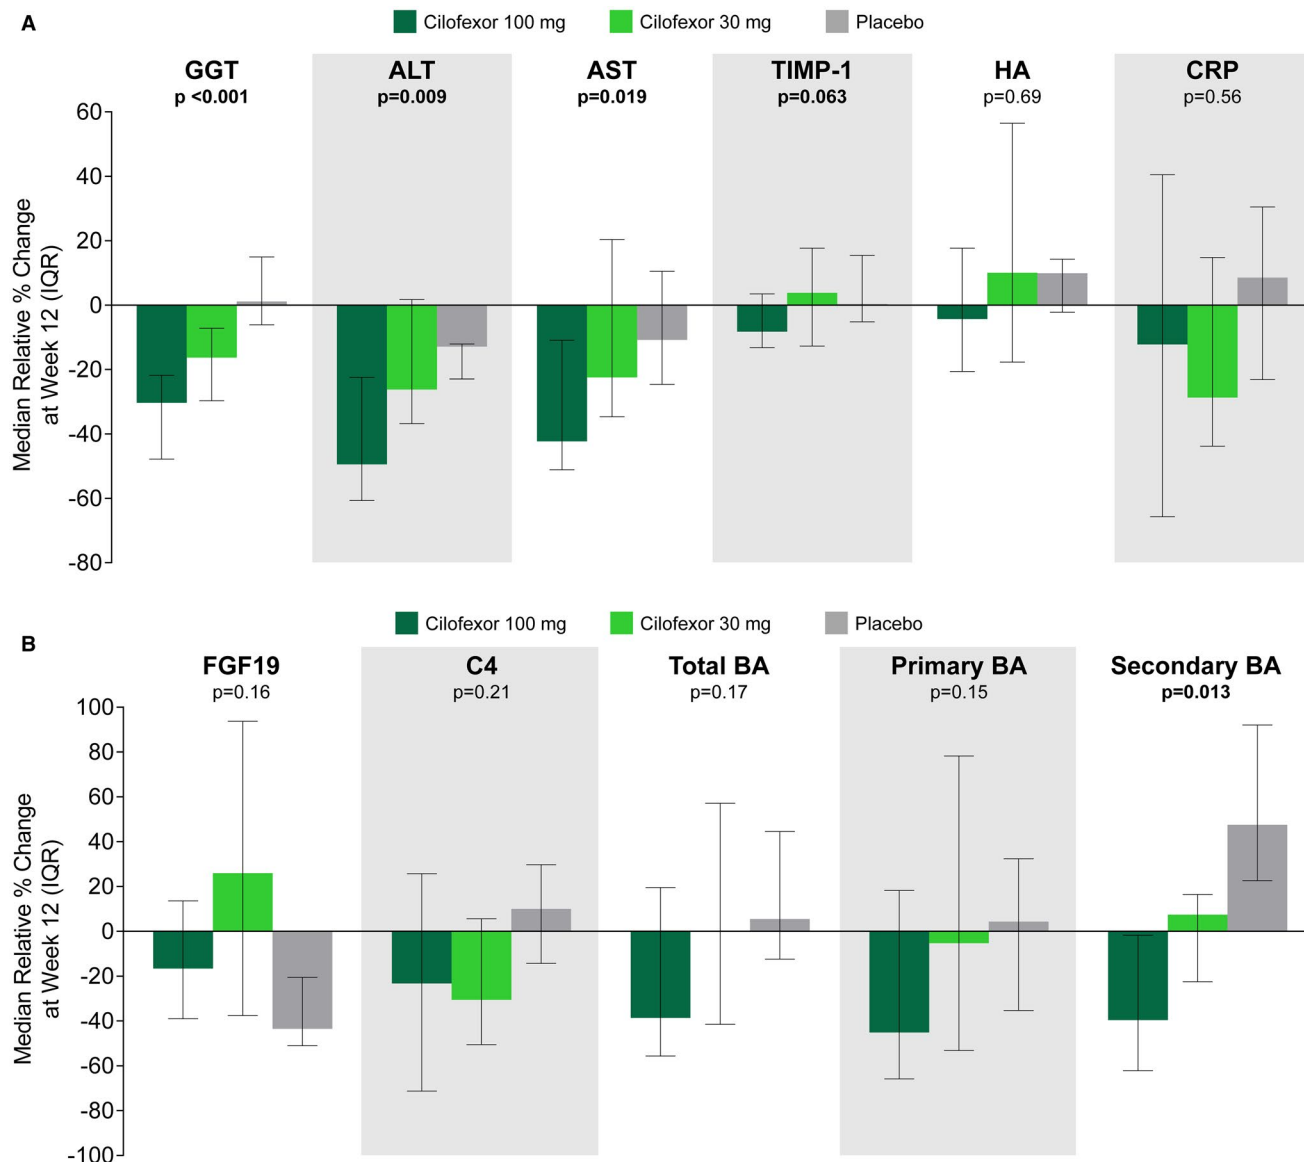 A
Cilofexor 100 mg Cilofexor 30 mg Placebo
GGT ALT AST TIMP-1 HA CRP
p <0.001 p=0.009 p=0.019 p=0.063 p=0.69 p=0.56
Median Relative % Change
at Week 12 (IQR)
60
40
20
0
-20
-40
-60
-80
Cilofexor 100 mg Cilofexor 30 mg Placebo
B
FGF19 C4 Total BA Primary BA Secondary BA
p=0.16 p=0.21 p=0.17 p=0.15 p=0.013
Median Relative % Change
at Week 12 (IQR)
100
80
60
40
20
0
-20
-40
-60
-80
-100